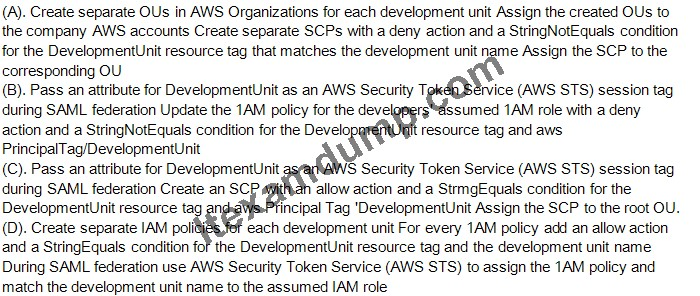 (A). Create separate OUs in AWS Organizations for each development unit Assign the created OUs to
the company AWS accounts Create separate SCPs with a deny action and a StringNotEquals condition
for the DevelopmentUnit resource tag that matches the development unit name Assign the SCP to the
corresponding OU
(B). Pass an attribute for DevelopmentUnit as an AWS Security Token Service (AWS STS) session tag
during SAML federation Update the 1AM policy for the developers' assumed 1AM role with a deny
action and a StringNotEquals condition for the DevelopmentUnit resource tag and aws
PrincipalTag/DevelopmentUnit
(C). Pass an attribute for DevelopmentUnit as an AWS Security Token Service (AWS STS) session tag
during SAML federation Create an SCP with an allow action and a StrmgEquals condition for the
DevelopmentUnit resource tag and aws Principal Tag 'DevelopmentUnit Assign the SCP to the root OU.
(D). Create separate IAM policies for each development unit For every 1AM policy add an allow action
and a StringEquals condition for the DevelopmentUnit resource tag and the development unit name
During SAML federation use AWS Security Token Service (AWS STS) to assign the 1AM policy and
match the development unit name to the assumed IAM role
itexamdump.com